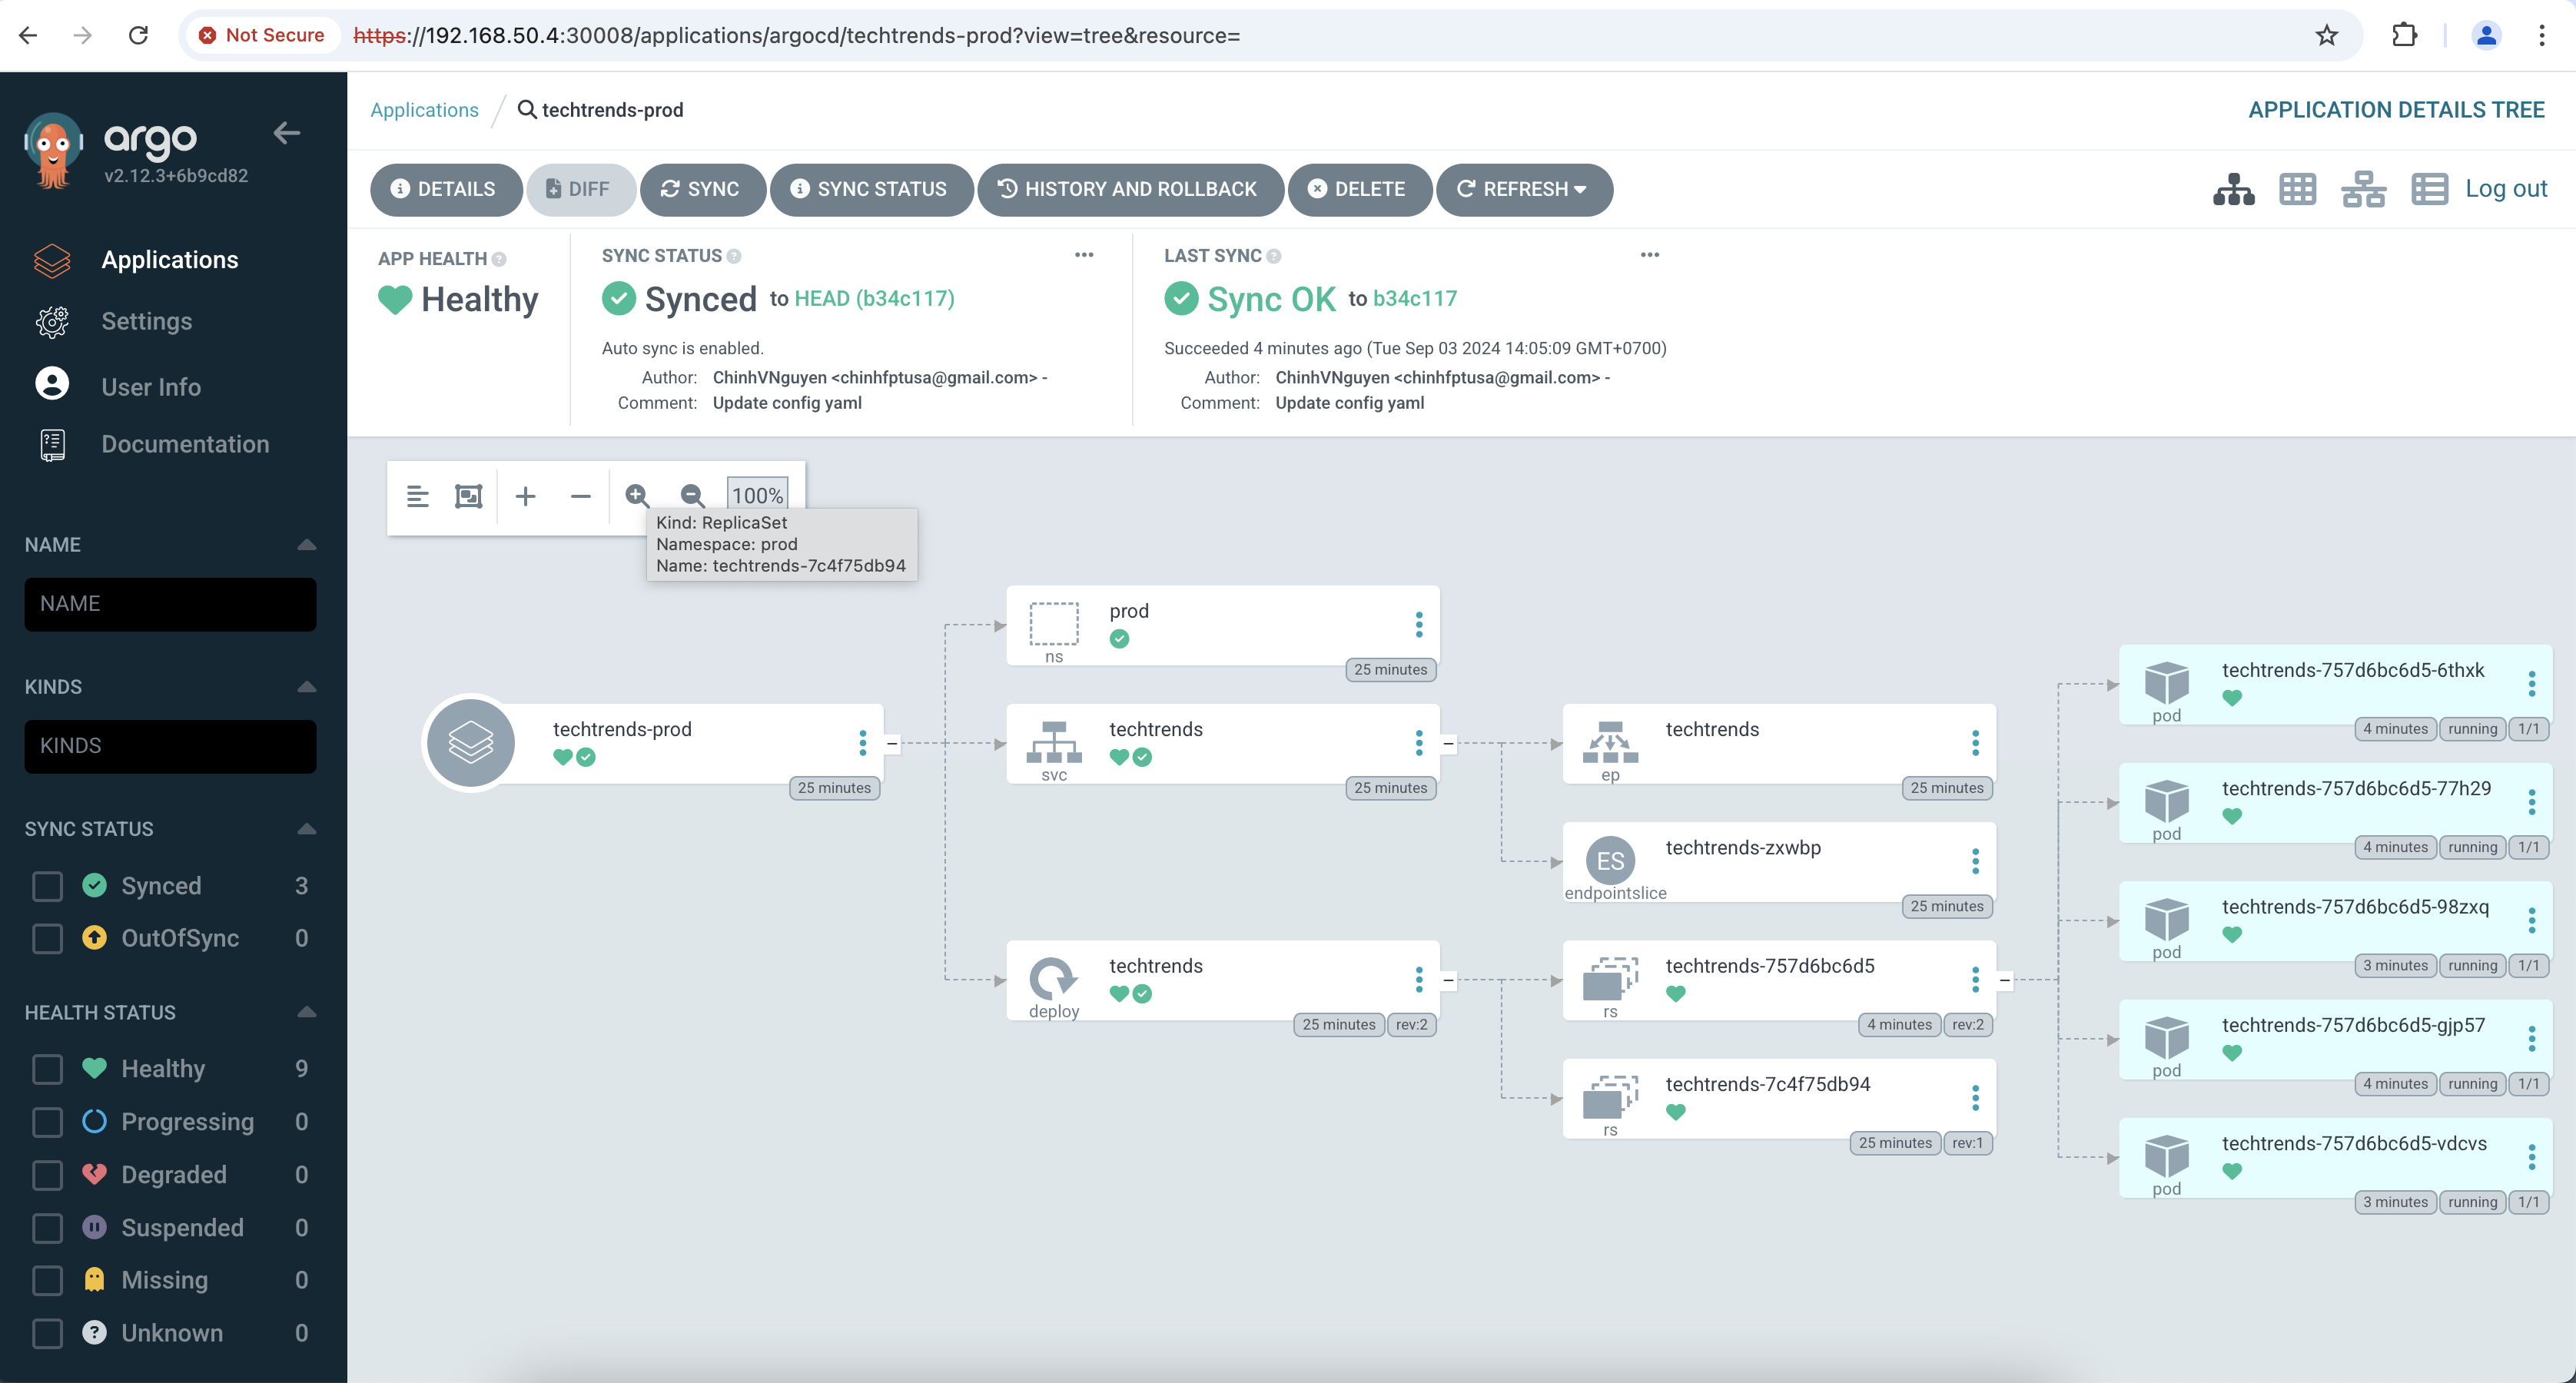 Not Secure https://192.168.50.4:30008/applications/argocd/techtrends-prod?view=tree&resource=
argo
v2.12.3+6b9cd82
Applications
Settings
User Info
Documentation
NAME
NAME
KINDS
KINDS
SYNC STATUS
Synced 3
OutOfSync 0
HEALTH STATUS
Healthy 9
Progressing 0
Degraded 0
Suspended 0
Missing 0
Unknown 0
Applications / techtrends-prod
APPLICATION DETAILS TREE
DETAILS DIFF SYNC SYNC STATUS HISTORY AND ROLLBACK DELETE REFRESH
Log out
APP HEALTH ?
Healthy
SYNC STATUS ?
Synced to HEAD (b34c117)
Auto sync is enabled.
Author: ChinhVNguyen <chinhfptusa@gmail.com> -
Comment: Update config yaml
LAST SYNC ?
Sync OK to b34c117
Succeeded 4 minutes ago (Tue Sep 03 2024 14:05:09 GMT+0700)
Author: ChinhVNguyen <chinhfptusa@gmail.com> -
Comment: Update config yaml
100%
Kind: ReplicaSet
Namespace: prod
Name: techtrends-7c4f75db94
techtrends-prod
25 minutes
prod
ns
25 minutes
techtrends
svc
25 minutes
techtrends
deploy
25 minutes rev:2
techtrends
ep
25 minutes
ES
techtrends-zxwbp
endpointslice
25 minutes
techtrends-757d6bc6d5
rs
4 minutes rev:2
techtrends-7c4f75db94
rs
25 minutes rev:1
techtrends-757d6bc6d5-6thxk
pod
4 minutes running 1/1
techtrends-757d6bc6d5-77h29
pod
4 minutes running 1/1
techtrends-757d6bc6d5-98zxq
pod
3 minutes running 1/1
techtrends-757d6bc6d5-gjp57
pod
4 minutes running 1/1
techtrends-757d6bc6d5-vdcvs
pod
3 minutes running 1/1